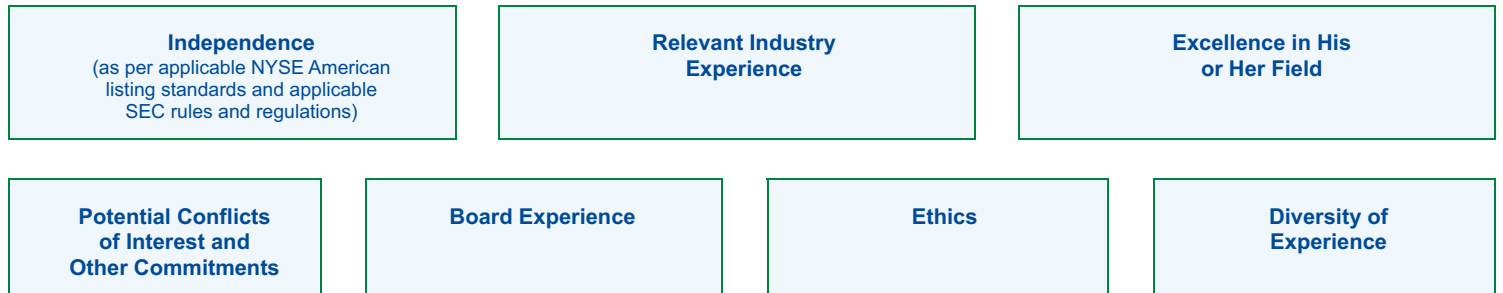 Independence
(as per applicable NYSE American
listing standards and applicable
SEC rules and regulations)
Relevant Industry
Experience
Excellence in His
or Her Field
Potential Conflicts
of Interest and
Other Commitments
Board Experience
Ethics
Diversity of
Experience